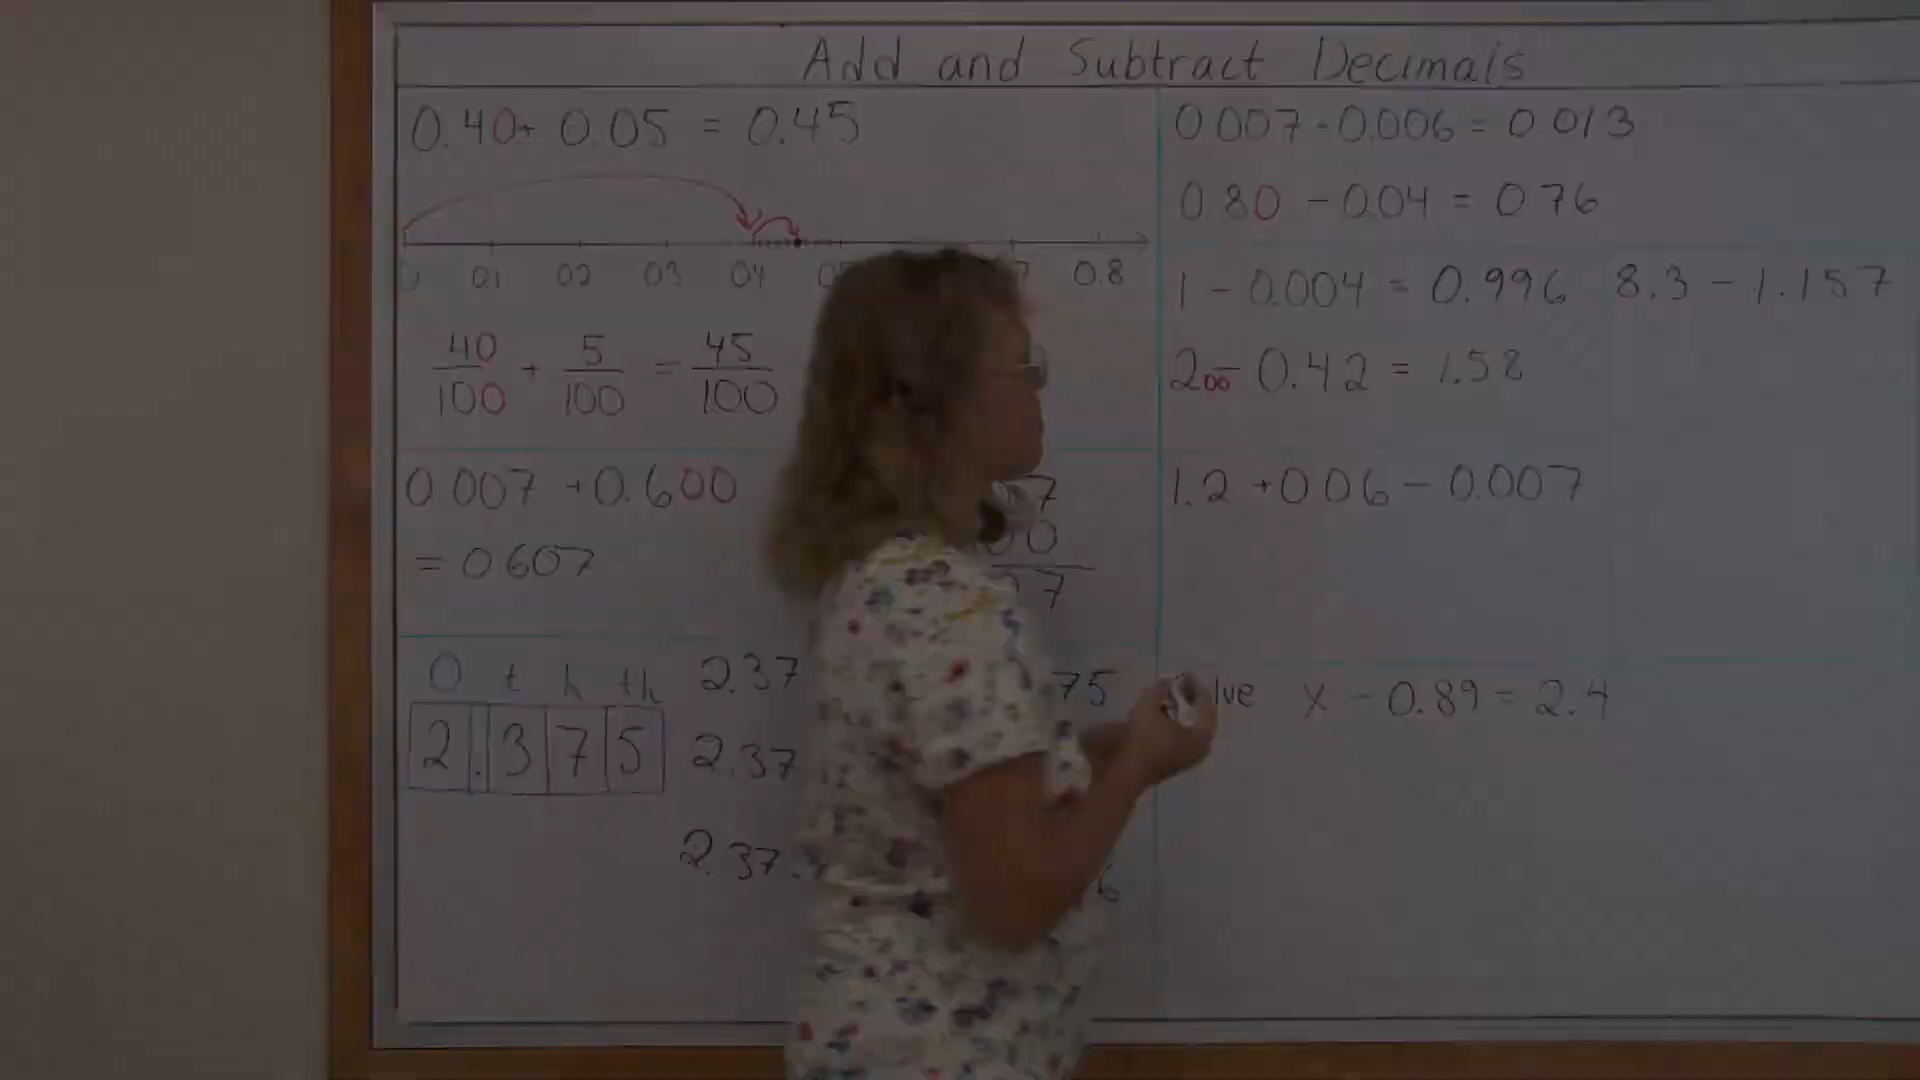 Add and Subtract Decimals
0.40+ 0.05 = 0.45
0.1 0.2 0.3 0.4 0.8
40/100 + 5/100 = 45/100
0.007 + 0.600
= 0.607
O t h th
2 . 3 7 5
2.37
2.37
2.37
75
0.007 - 0.006 = 0.013
0.80 - 0.04 = 0.76
1 - 0.004 = 0.996
8.3 - 1.157
2.00 - 0.42 = 1.58
1.2 + 0.06 - 0.007
lve x - 0.89 = 2.4